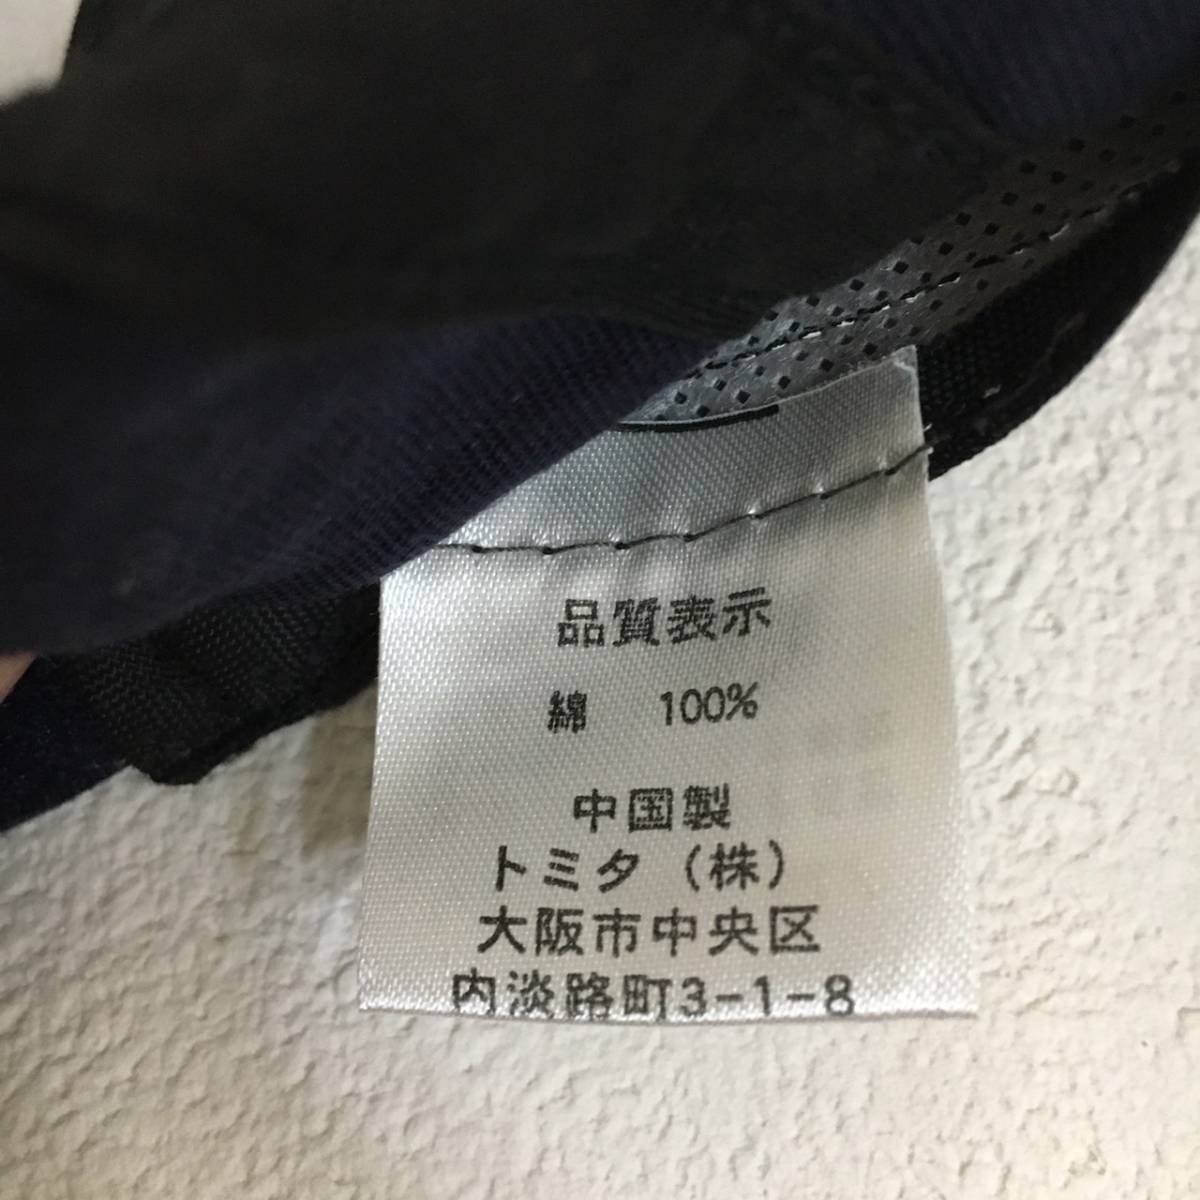 品質表示
綿 100%
中国製
トミタ（株）
大阪市中央区
内淡路町3-1-8